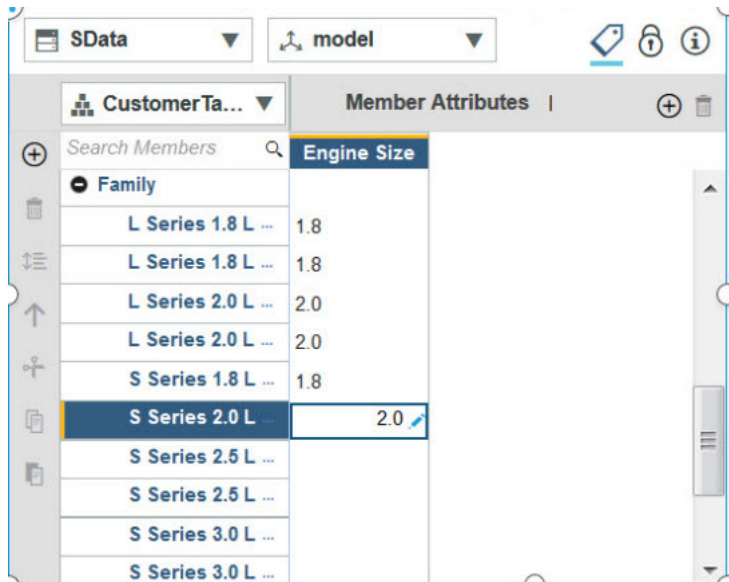 SData
model
CustomerTa...
Member Attributes
Search Members
Engine Size
Family
L Series 1.8 L ...
1.8
L Series 1.8 L ...
1.8
L Series 2.0 L ...
2.0
L Series 2.0 L ...
2.0
S Series 1.8 L ...
1.8
S Series 2.0 L ...
2.0
S Series 2.5 L ...
S Series 2.5 L ...
S Series 3.0 L ...
S Series 3.0 L ...